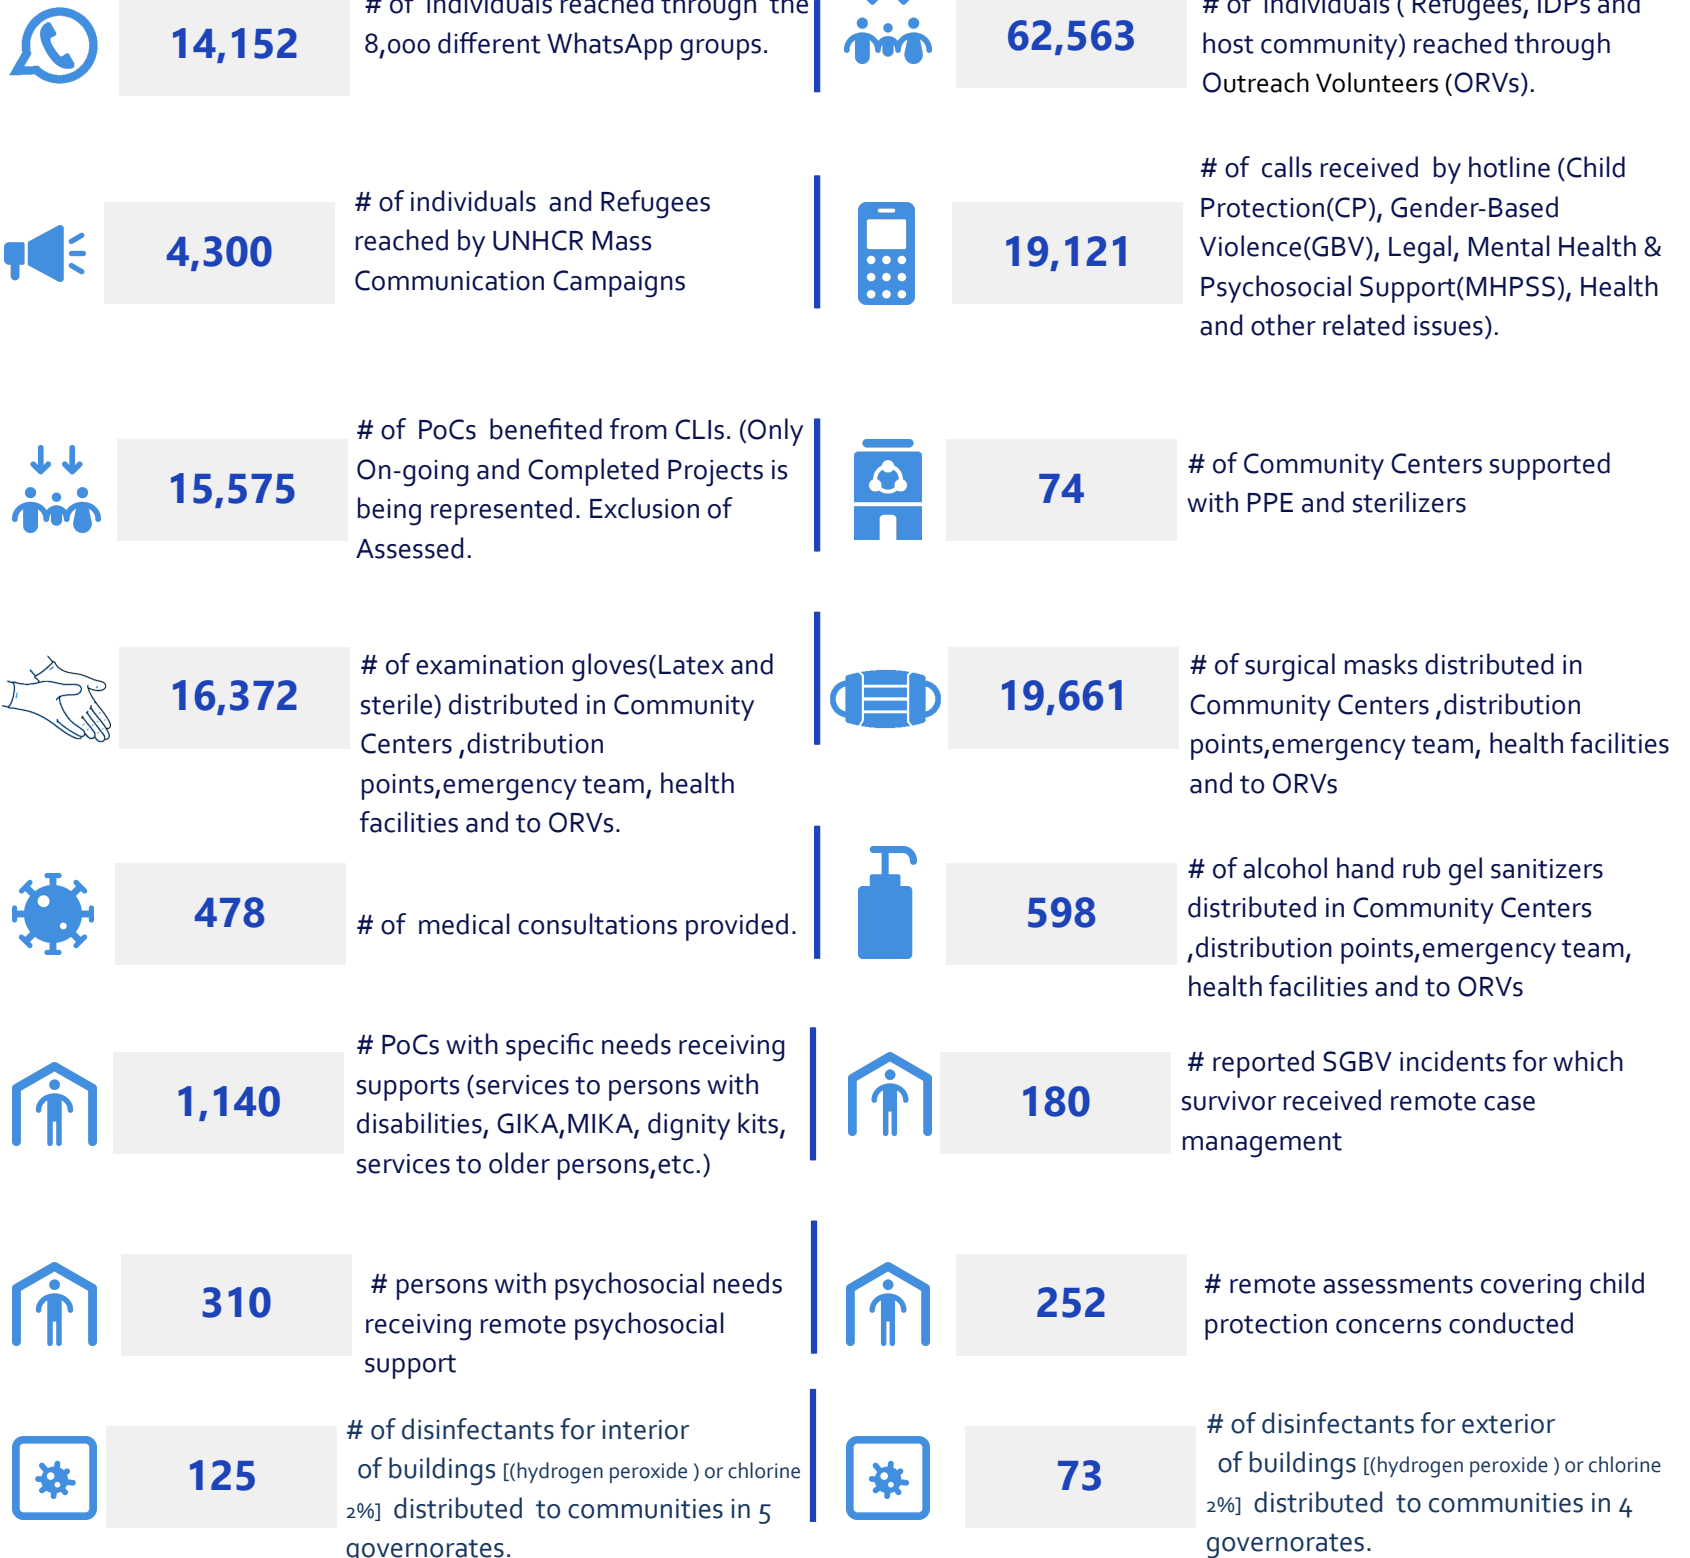 14,152
# of individuals reached through the
8,000 different WhatsApp groups.
62,563
# of individuals ( Refugees, IDPs and
host community) reached through
Outreach Volunteers (ORVs).
4,300
# of individuals and Refugees
reached by UNHCR Mass
Communication Campaigns
19,121
# of calls received by hotline (Child
Protection(CP), Gender-Based
Violence(GBV), Legal, Mental Health &
Psychosocial Support(MHPSS), Health
and other related issues).
15,575
# of PoCs benefited from CLIs. (Only
On-going and Completed Projects is
being represented. Exclusion of
Assessed.
74
# of Community Centers supported
with PPE and sterilizers
16,372
# of examination gloves(Latex and
sterile) distributed in Community
Centers ,distribution
points,emergency team, health
facilities and to ORVs.
19,661
# of surgical masks distributed in
Community Centers ,distribution
points,emergency team, health facilities
and to ORVs
478
# of medical consultations provided.
598
# of alcohol hand rub gel sanitizers
distributed in Community Centers
,distribution points,emergency team,
health facilities and to ORVs
1,140
# PoCs with specific needs receiving
supports (services to persons with
disabilities, GIKA,MIKA, dignity kits,
services to older persons,etc.)
180
# reported SGBV incidents for which
survivor received remote case
management
310
# persons with psychosocial needs
receiving remote psychosocial
support
252
# remote assessments covering child
protection concerns conducted
125
# of disinfectants for interior
of buildings [(hydrogen peroxide ) or chlorine
2%] distributed to communities in 5
governorates.
73
# of disinfectants for exterior
of buildings [(hydrogen peroxide ) or chlorine
2%] distributed to communities in 4
governorates.